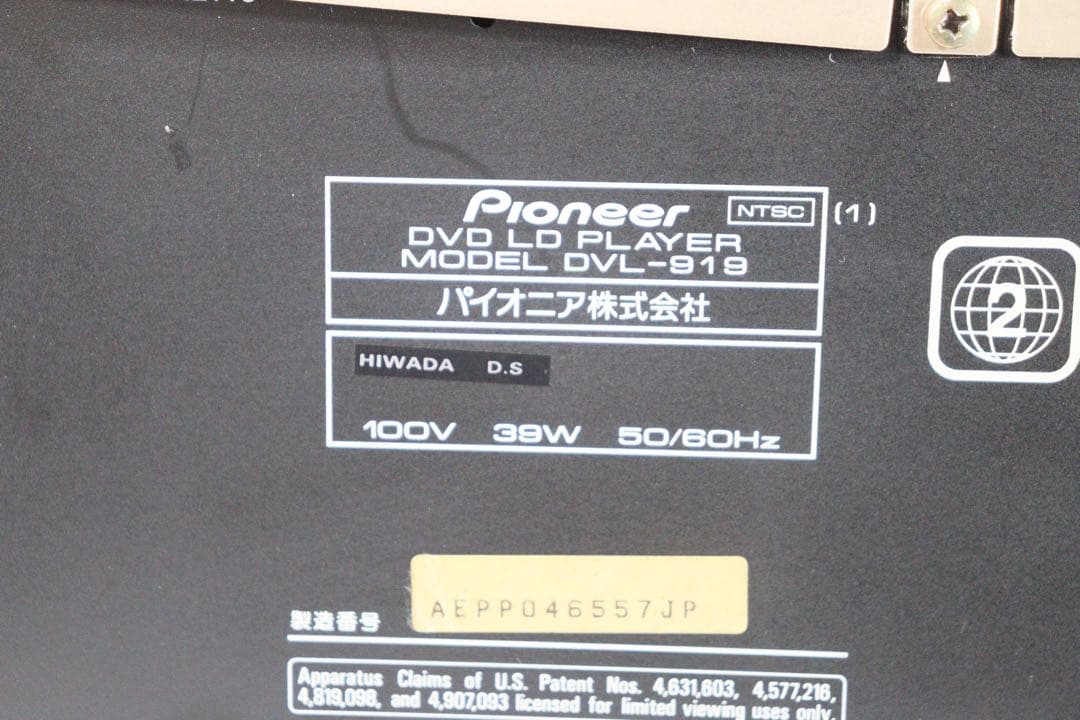 Pioneer NTSC (1)
DVD LD PLAYER
MODEL DVL-919
パイオニア株式会社
2
HIWADA D.S
100V 39W 50/60Hz
製造番号 AEPP046557JP
Apparatus Claims of U.S. Patent Nos. 4,631,603, 4,577,216,
4,819,098, and 4,907,093 licensed for limited viewing uses only.